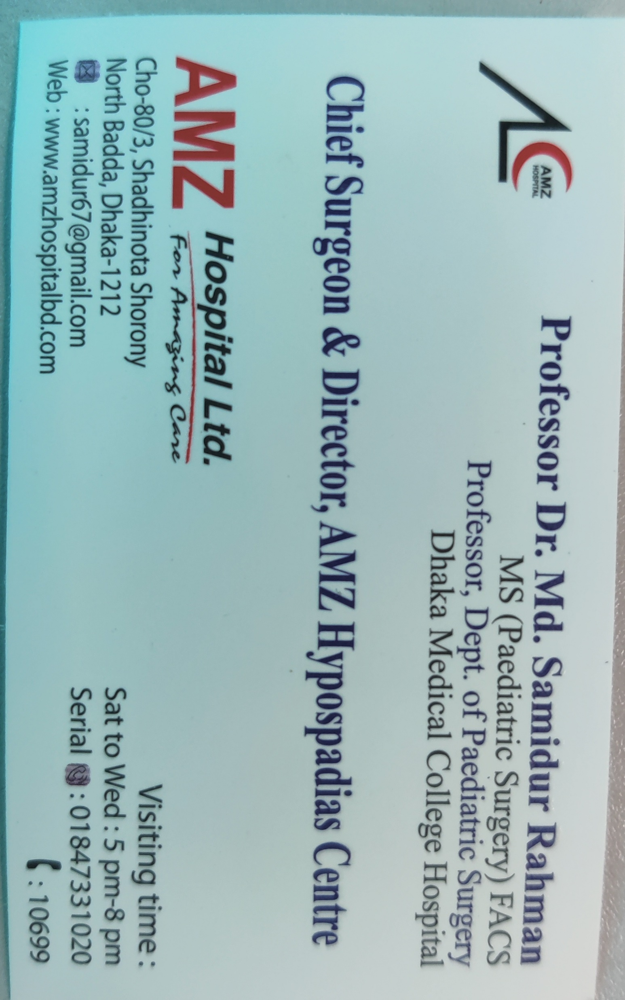 AMZ
HOSPITAL
Professor Dr. Md. Samidur Rahman
MS (Paediatric Surgery) FACS
Professor, Dept. of Paediatric Surgery
Dhaka Medical College Hospital
Chief Surgeon & Director, AMZ Hypospadias Centre
AMZ Hospital Ltd.
For Amazing Care
Cho-80/3, Shadhinota Shorony
North Badda, Dhaka-1212
: samidur67@gmail.com
Web : www.amzhospitalbd.com
Visiting time :
Sat to Wed : 5 pm-8 pm
Serial : 01847331020
: 10699